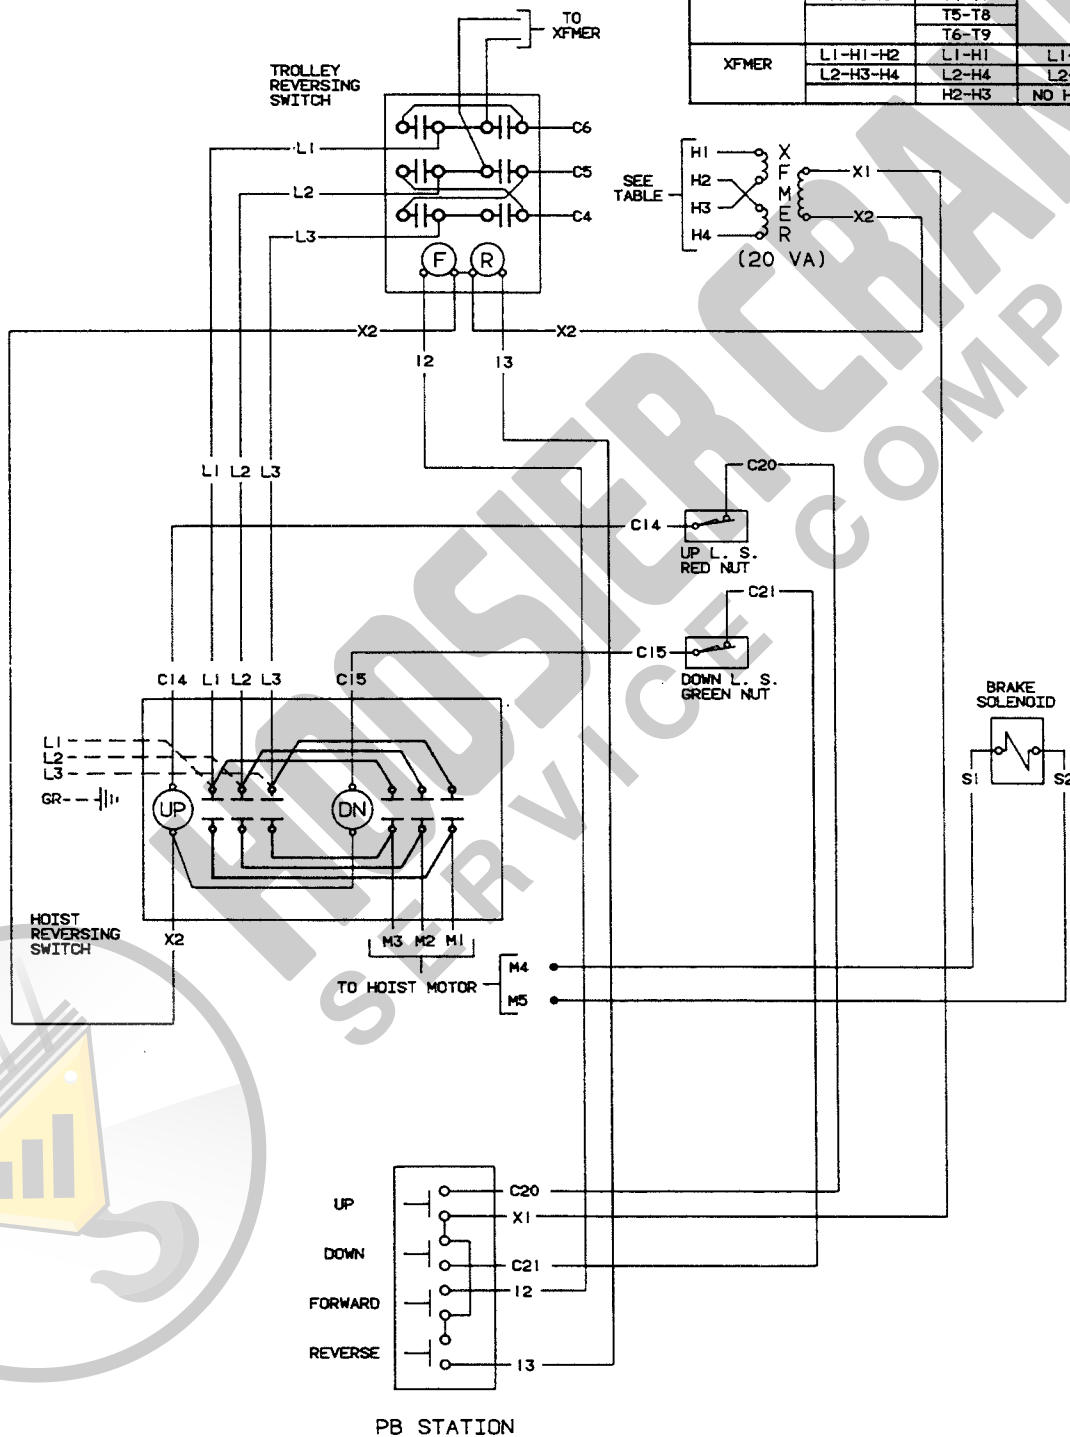 TO
XFMER
T5-T8
T6-T9
XFMER
L1-H1-H2
L1-H1
L2-H3-H4
L2-H4
H2-H3
TROLLEY
REVERSING
SWITCH
C6
L1
C5
L2
C4
L3
F
R
SEE
TABLE
H1
H2
H3
H4
XFMER
(20 VA)
X1
X2
X2
X2
12
13
L1 L2 L3
C20
C14
UP L. S.
RED NUT
C21
C15
DOWN L. S.
GREEN NUT
C14 L1 L2 L3 C15
BRAKE
SOLENOID
S1
S2
L1
L2
L3
GR
UP
DN
HOIST
REVERSING
SWITCH
X2
M3 M2 M1
TO HOIST MOTOR
M4
M5
UP
C20
X1
DOWN
C21
FORWARD
12
REVERSE
13
PB STATION
HOOSIER CRAN
SERVICE COMP